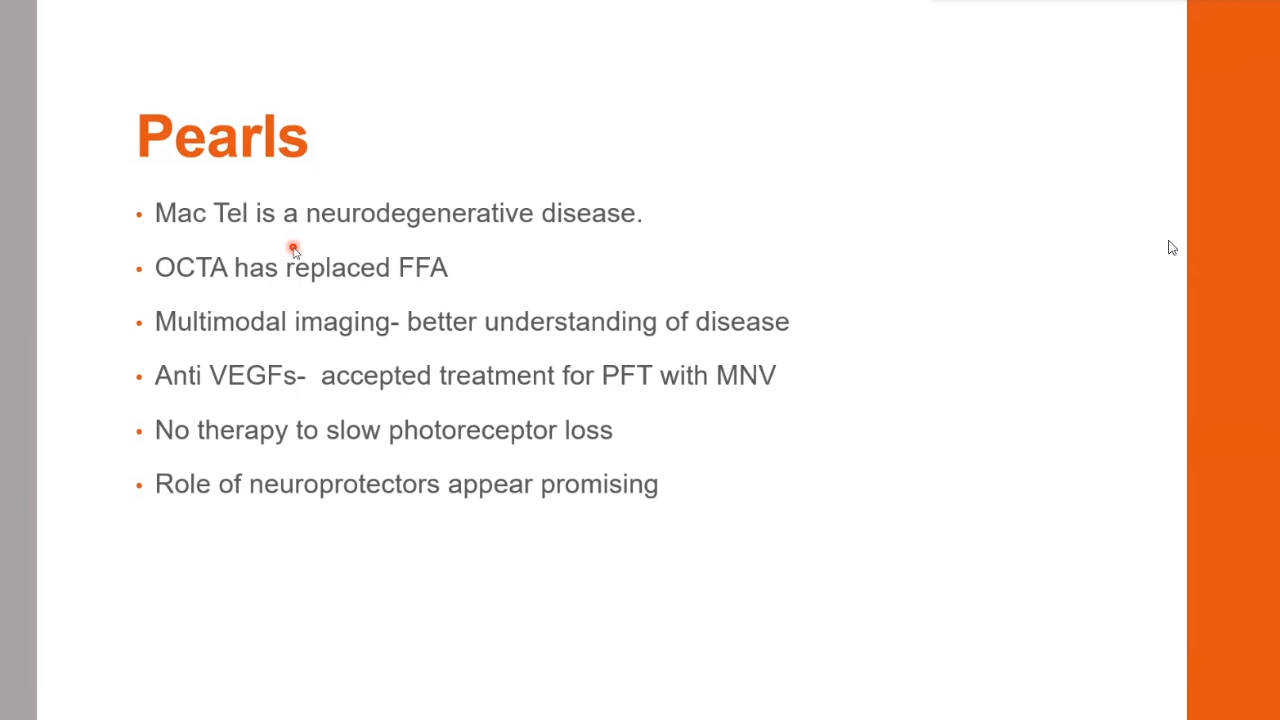 Pearls
• Mac Tel is a neurodegenerative disease.
• OCTA has replaced FFA
• Multimodal imaging- better understanding of disease
• Anti VEGFs-  accepted treatment for PFT with MNV
• No therapy to slow photoreceptor loss
• Role of neuroprotectors appear promising